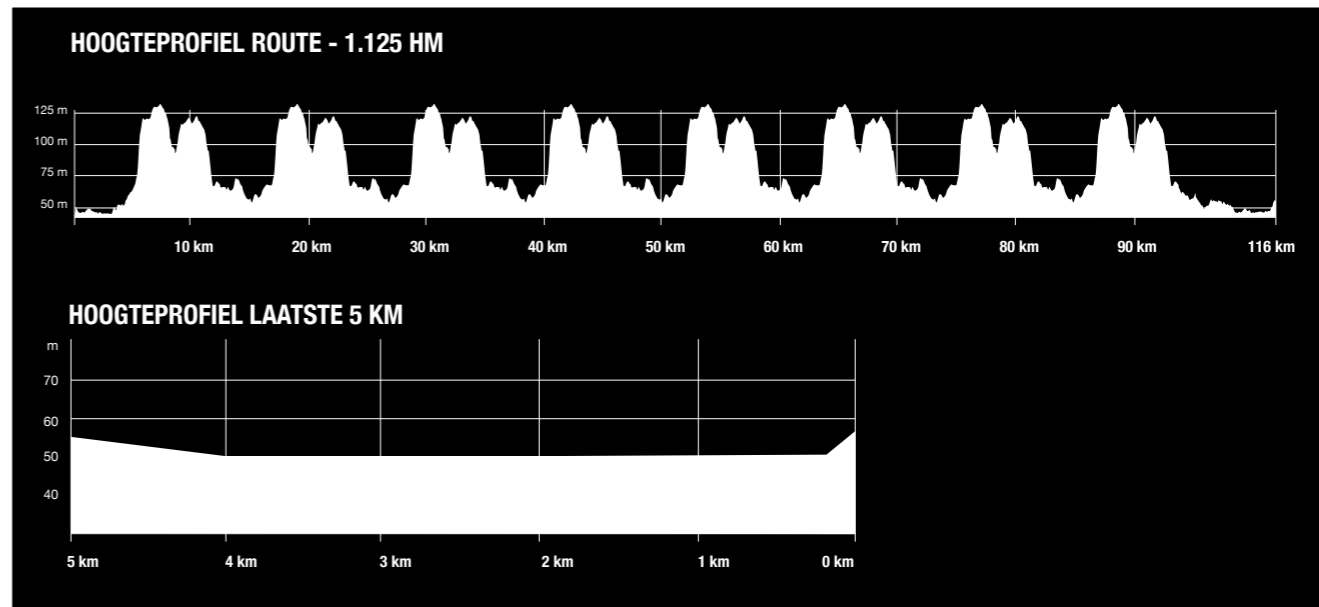 HOOGTEPROFIEL ROUTE - 1.125 HM
125 m
100 m
75 m
50 m
10 km 20 km 30 km 40 km 50 km 60 km 70 km 80 km 90 km 116 km
HOOGTEPROFIEL LAATSTE 5 KM
m
70
60
50
40
5 km 4 km 3 km 2 km 1 km 0 km